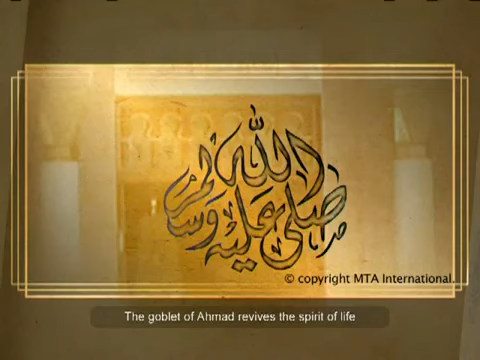 صلى الله عليه وسلم
© copyright MTA International.
The goblet of Ahmad revives the spirit of life